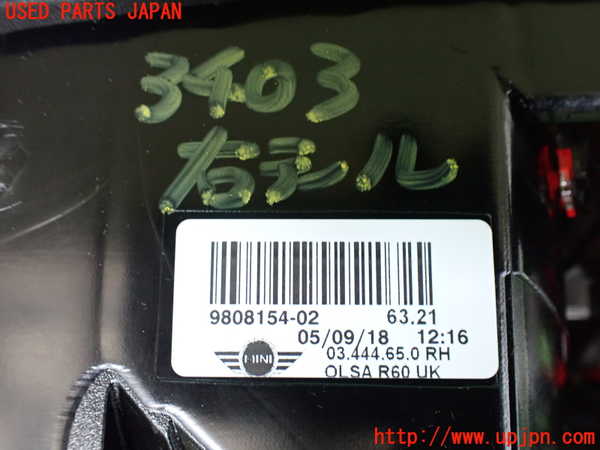 USED PARTS JAPAN
3403
右テール
9808154-02 63.21
05/09/18 12:16
MINI
03.444.65.0 RH
OLSA R60 UK
http://www.upjpn.com/